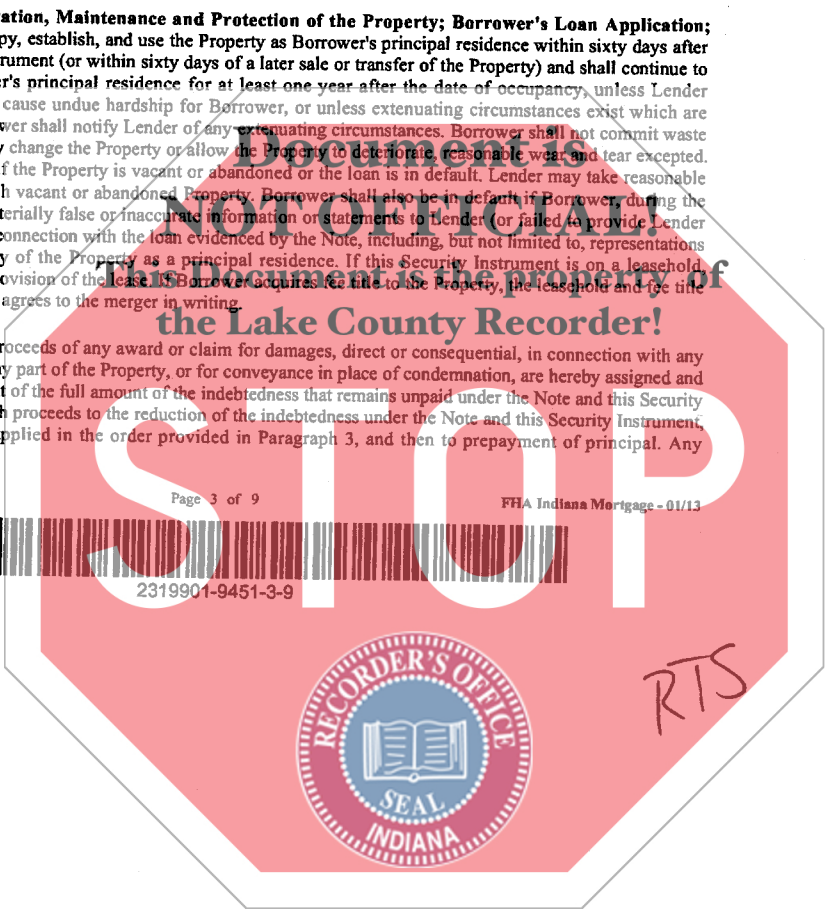 ation, Maintenance and Protection of the Property; Borrower's Loan Application;
py, establish, and use the Property as Borrower's principal residence within sixty days after
rument (or within sixty days of a later sale or transfer of the Property) and shall continue to
r's principal residence for at least one year after the date of occupancy, unless Lender
cause undue hardship for Borrower, or unless extenuating circumstances exist which are
wer shall notify Lender of any extenuating circumstances. Borrower shall not commit waste
y change the Property or allow the Property to deteriorate, reasonable wear and tear excepted.
f the Property is vacant or abandoned or the loan is in default. Lender may take reasonable
h vacant or abandoned Property. Borrower shall also be in default if Borrower, during the
terially false or inaccurate information or statements to Lender (or failed to provide Lender
connection with the loan evidenced by the Note, including, but not limited to, representations
y of the Property as a principal residence. If this Security Instrument is on a leasehold,
ovision of the lease. If Borrower acquires fee title to the Property, the leasehold and fee title
agrees to the merger in writing.
Document is
NOT OFFICIAL!
This Document is the property of
the Lake County Recorder!
roceeds of any award or claim for damages, direct or consequential, in connection with any
y part of the Property, or for conveyance in place of condemnation, are hereby assigned and
t of the full amount of the indebtedness that remains unpaid under the Note and this Security
h proceeds to the reduction of the indebtedness under the Note and this Security Instrument,
pplied in the order provided in Paragraph 3, and then to prepayment of principal. Any
STOP
Page 3 of 9
FHA Indiana Mortgage - 01/13
2319901-9451-3-9
RTS
RECORDER'S OFFICE
SEAL
INDIANA